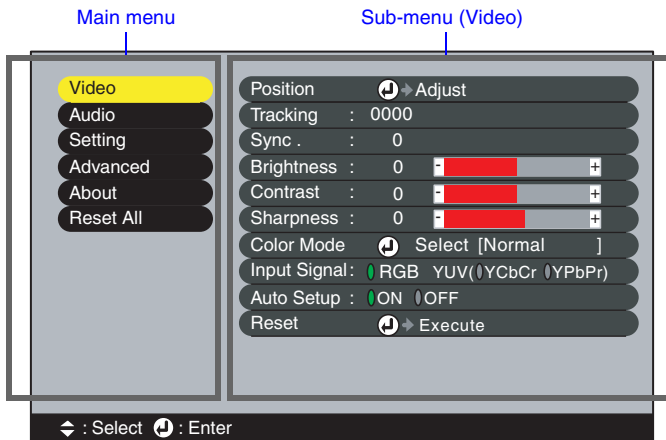 Main menu
Sub-menu (Video)
Video
Audio
Setting
Advanced
About
Reset All
Position Adjust
Tracking : 0000
Sync . : 0
Brightness : 0 - +
Contrast : 0 - +
Sharpness : 0 - +
Color Mode Select [Normal ]
Input Signal: RGB YUV( YCbCr YPbPr)
Auto Setup : ON OFF
Reset Execute
: Select : Enter